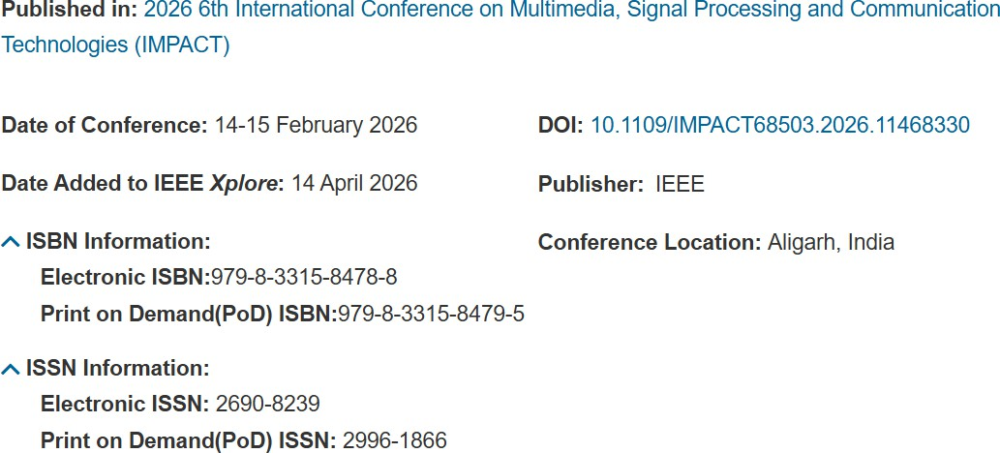 Published in: 2026 6th International Conference on Multimedia, Signal Processing and Communication
Technologies (IMPACT)
Date of Conference: 14-15 February 2026
DOI: 10.1109/IMPACT68503.2026.11468330
Date Added to IEEE Xplore: 14 April 2026
Publisher: IEEE
ISBN Information:
Conference Location: Aligarh, India
Electronic ISBN:979-8-3315-8478-8
Print on Demand(PoD) ISBN:979-8-3315-8479-5
ISSN Information:
Electronic ISSN: 2690-8239
Print on Demand(PoD) ISSN: 2996-1866